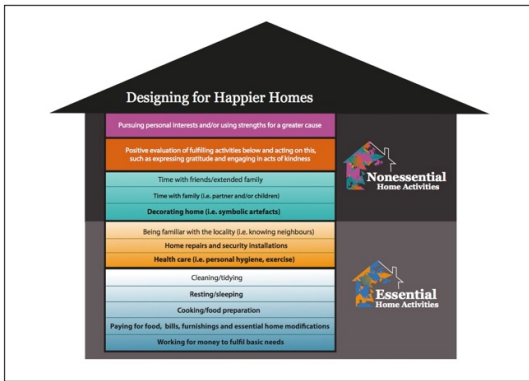 Designing for Happier Homes
Pursuing personal interests and/or using strengths for a greater cause
Positive evaluation of fulfilling activities below and acting on this,
such as expressing gratitude and engaging in acts of kindness
Time with friends/extended family
Time with family (i.e. partner and/or children)
Decorating home (i.e. symbolic artefacts)
Nonessential
Home Activities
Being familiar with the locality (i.e. knowing neighbours)
Home repairs and security installations
Health care (i.e. personal hygiene, exercise)
Cleaning/tidying
Resting/sleeping
Cooking/food preparation
Paying for food, bills, furnishings and essential home modifications
Working for money to fulfil basic needs
Essential
Home Activities